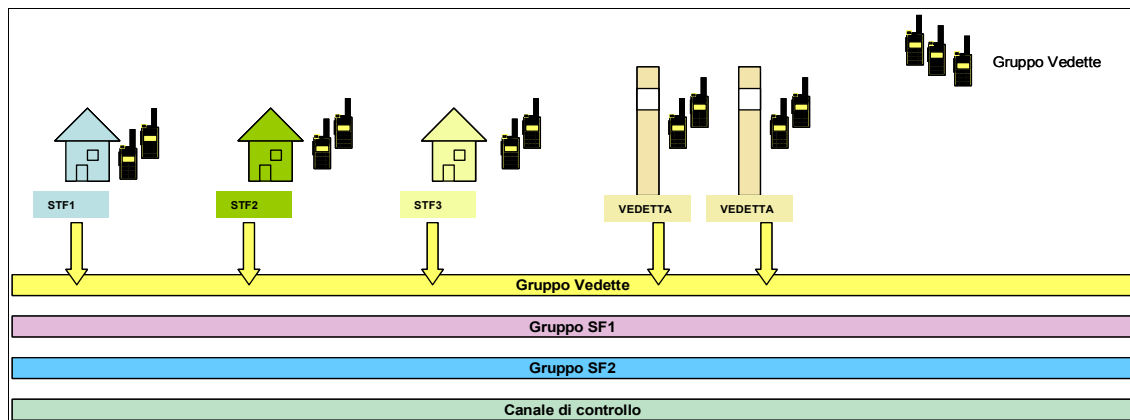 Gruppo Vedette
STF1
STF2
STF3
VEDETTA
VEDETTA
Gruppo Vedette
Gruppo SF1
Gruppo SF2
Canale di controllo